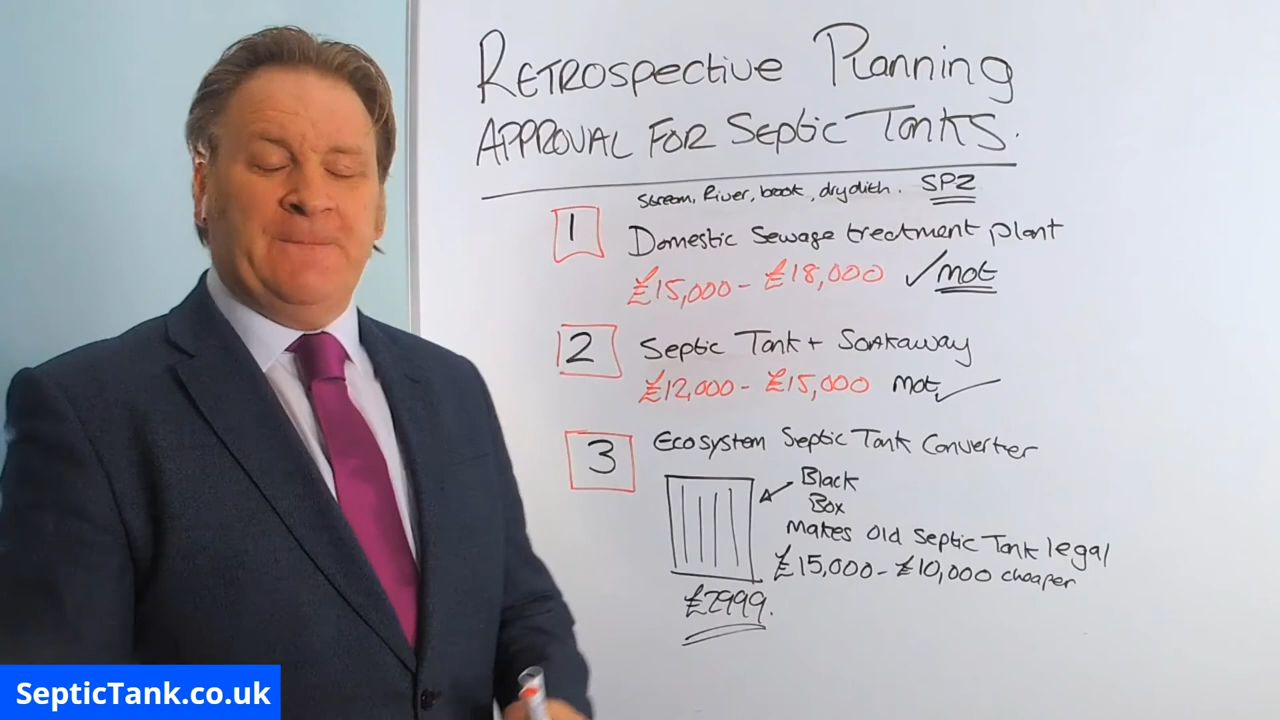 RETROSPECTIVE PLANNING
APPROVAL FOR SEPTIC TANKS.
Stream, River, brook, dry dith. SPZ
1 Domestic Sewage treatment plant
£15,000 - £18,000 ✓ mot
2 Septic Tank + Soakaway
£12,000 - £15,000 mot ✓
3 Ecosystem Septic Tank Converter
Black
Box
makes old Septic Tank legal
£15,000 - £10,000 cheaper
£2999.
SepticTank.co.uk